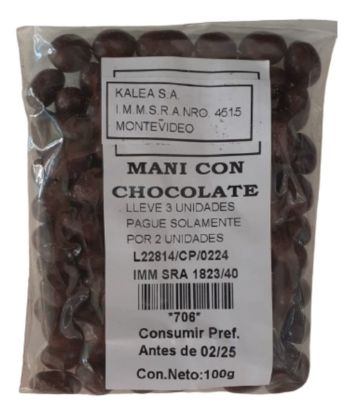 KALEA S.A.
I.M.M.S.R.A.NRO. 4515
MONTEVIDEO
MANI CON
CHOCOLATE
LLEVE 3 UNIDADES
PAGUE SOLAMENTE
POR 2 UNIDADES
L22814/CP/0224
IMM SRA 1823/40
*706*
Consumir Pref.
Antes de 02/25
Con.Neto:100g